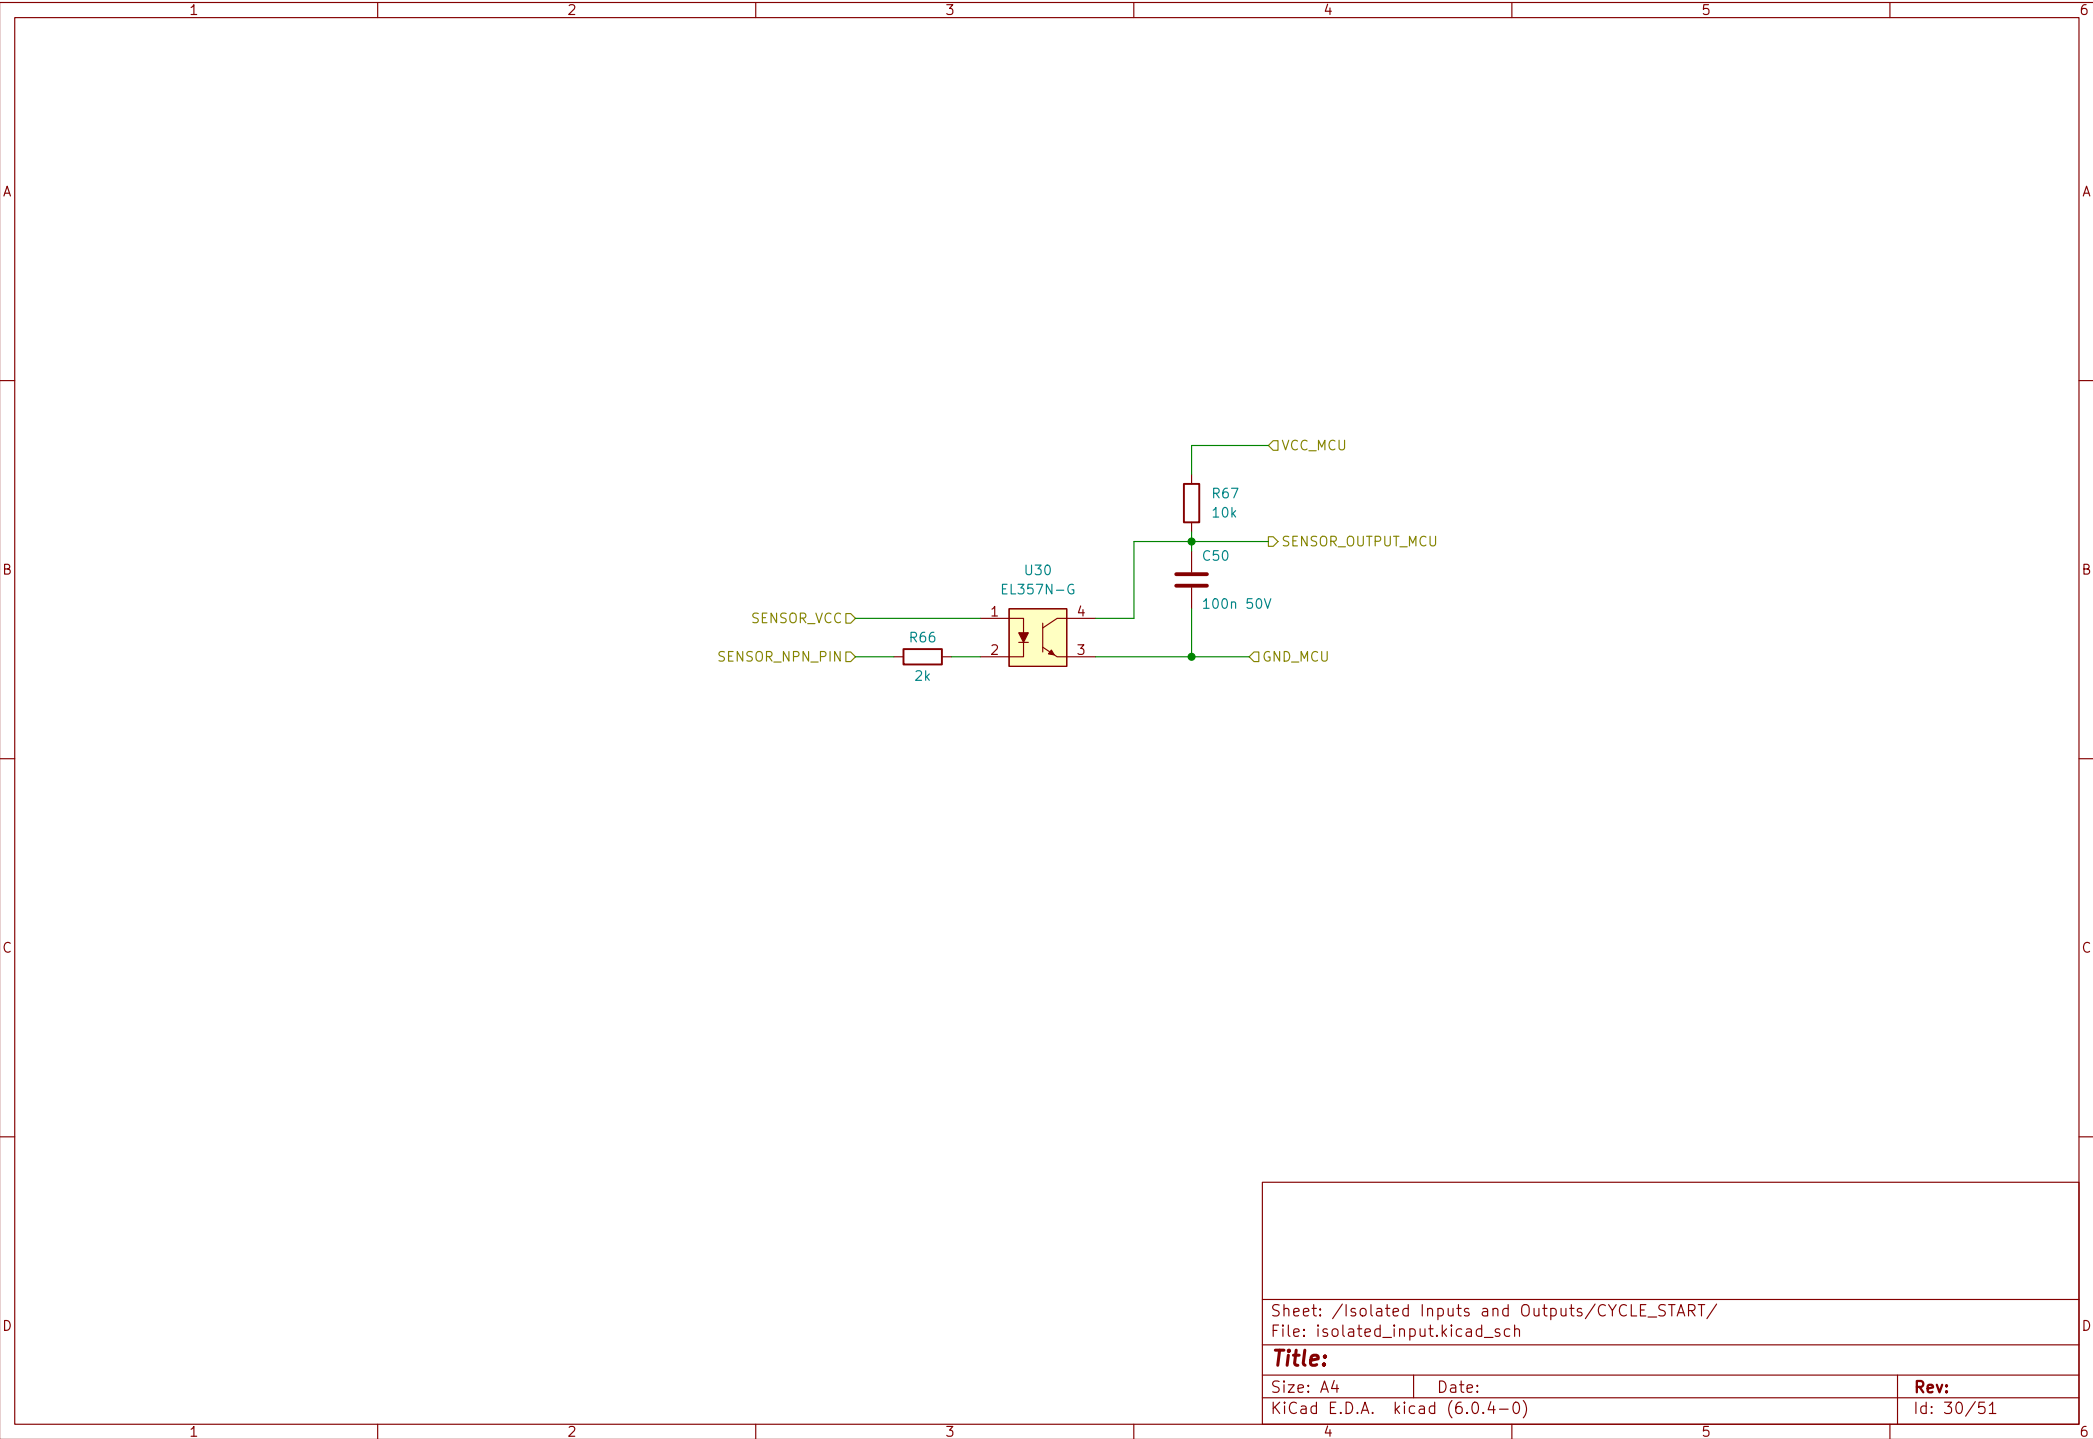 1 2 3 4 5 6
A A
VCC_MCU
R67
10k
SENSOR_OUTPUT_MCU
C50
B B
U30
EL357N-G
100n 50V
SENSOR_VCC 1 4
R66
SENSOR_NPN_PIN 2 3 GND_MCU
2k
C C
Sheet: /Isolated Inputs and Outputs/CYCLE_START/
D D
File: isolated_input.kicad_sch
Title:
Size: A4 Date: Rev:
KiCad E.D.A. kicad (6.0.4-0) Id: 30/51
1 2 3 4 5 6